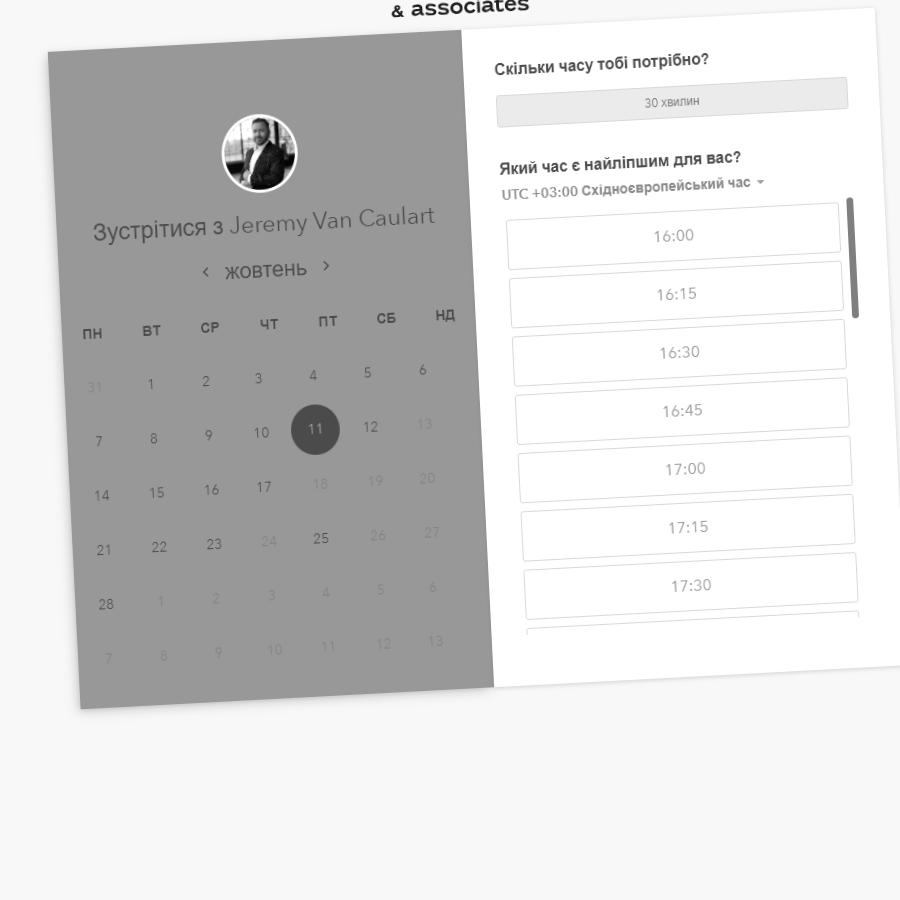 & associates
Зустрітися з Jeremy Van Caulart
жовтень
ПН ВТ СР ЧТ ПТ СБ НД
31 1 2 3 4 5 6
7 8 9 10 11 12 13
14 15 16 17 18 19 20
21 22 23 24 25 26 27
28 1 2 3 4 5 6
7 8 9 10 11 12 13
Скільки часу тобі потрібно?
30 хвилин
Який час є найліпшим для вас?
UTC +03:00 Східноєвропейський час
16:00
16:15
16:30
16:45
17:00
17:15
17:30